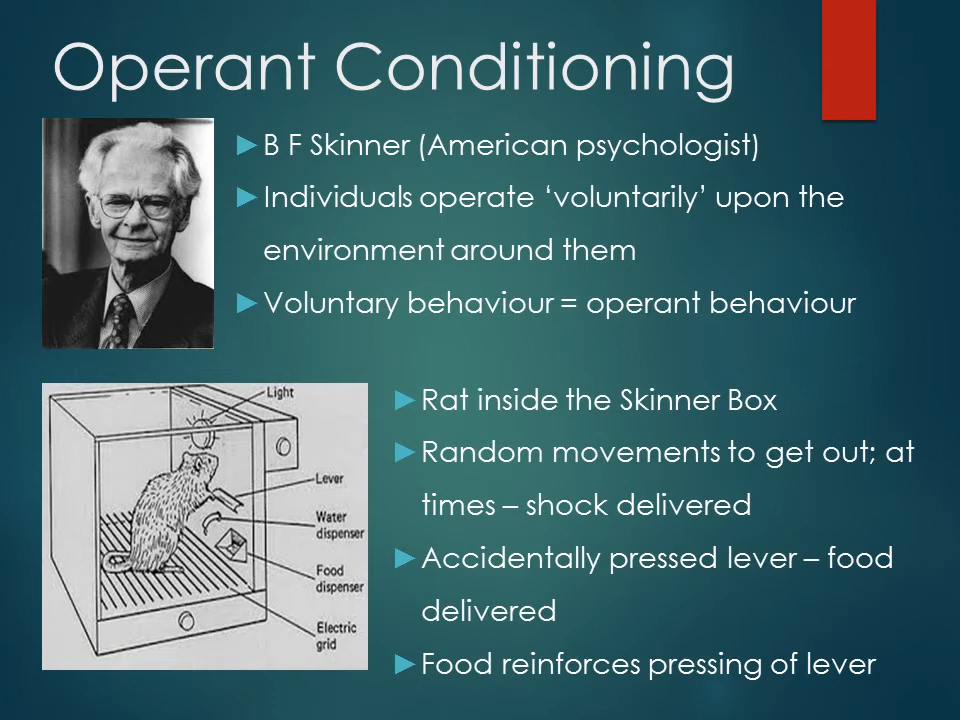 Operant Conditioning
►B F Skinner (American psychologist)
►Individuals operate ‘voluntarily’ upon the
environment around them
►Voluntary behaviour = operant behaviour
Light
Lever
Water
dispenser
Food
dispenser
Electric
grid
►Rat inside the Skinner Box
►Random movements to get out; at
times – shock delivered
►Accidentally pressed lever – food
delivered
►Food reinforces pressing of lever